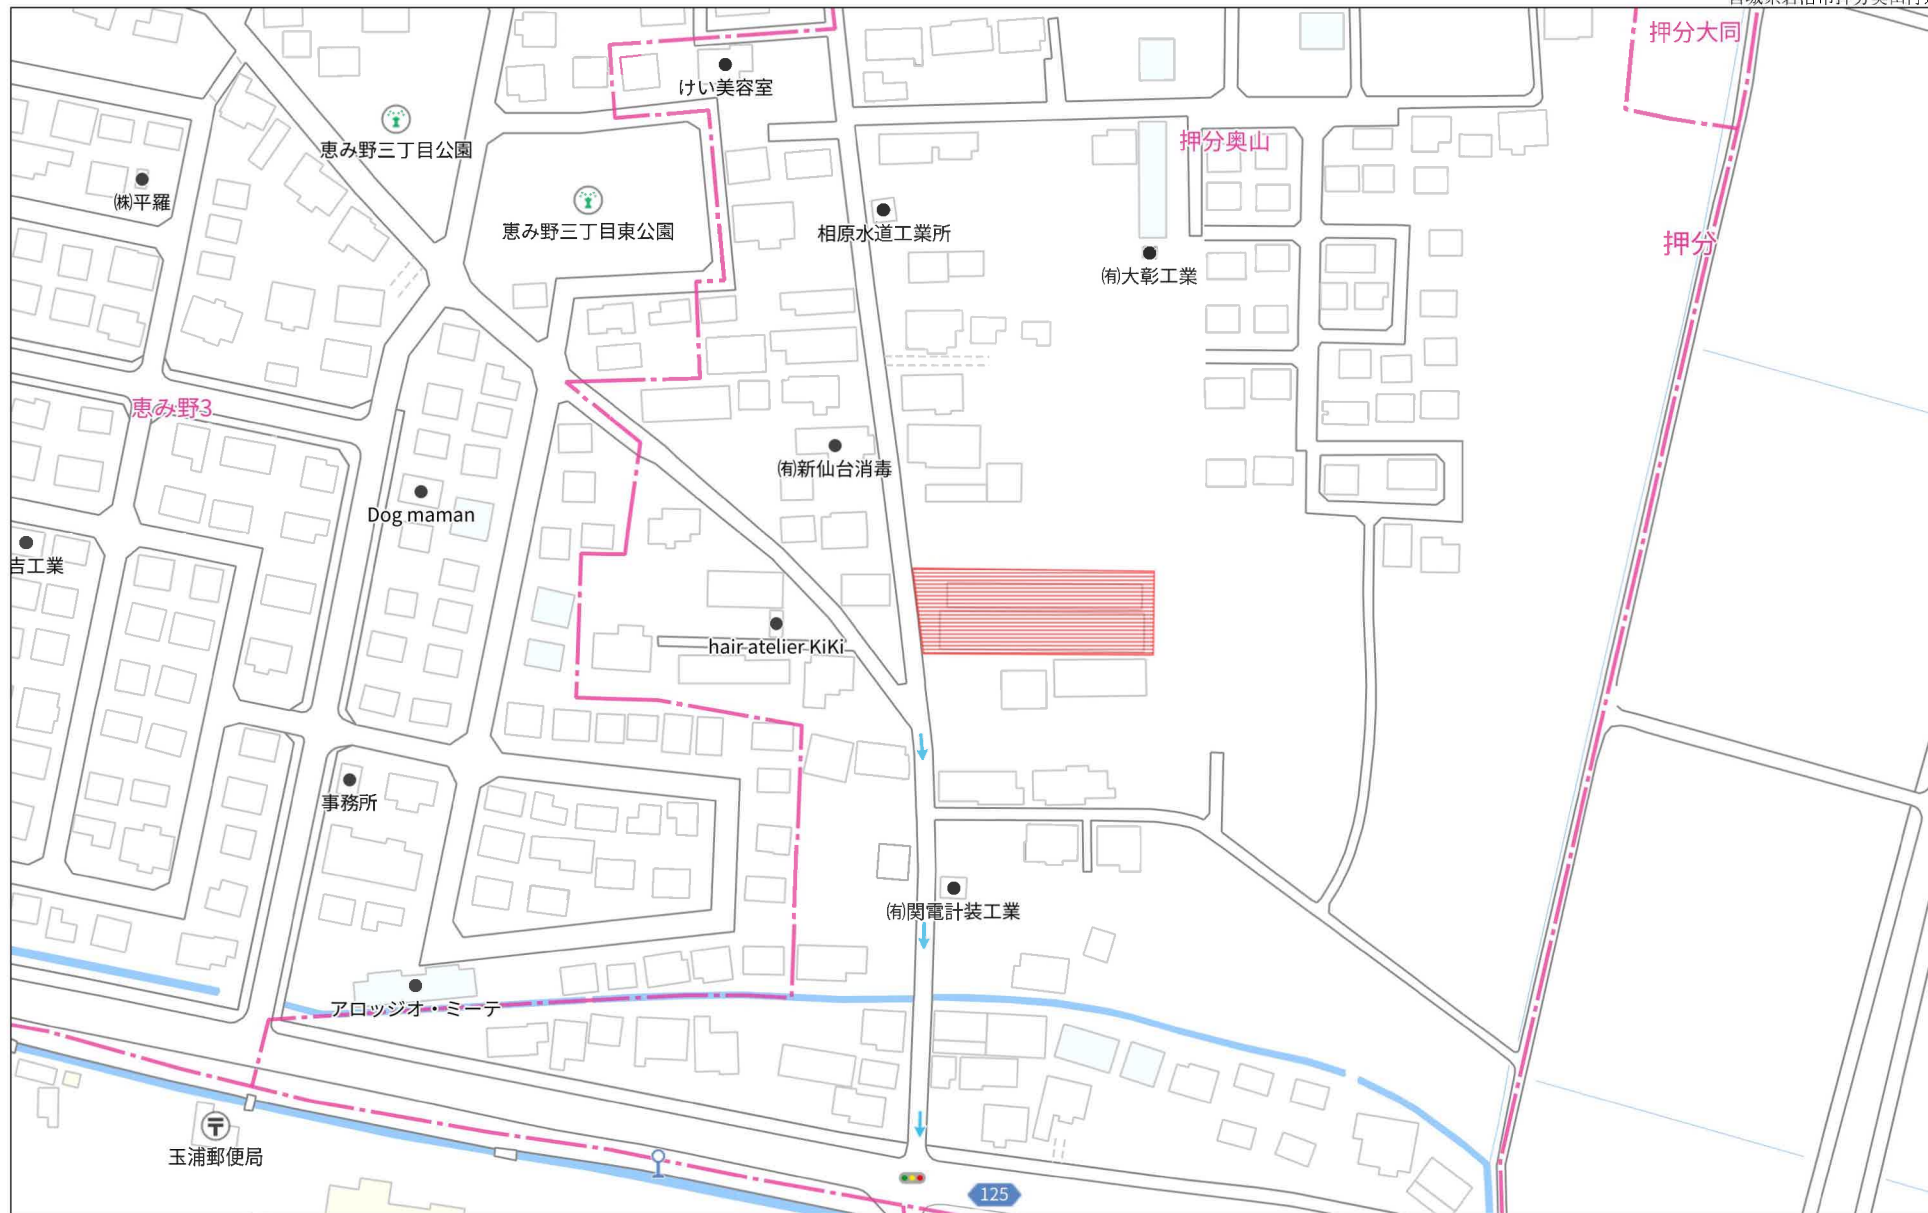 押分大同
けい美容室
恵み野三丁目公園
押分奥山
㈱平羅
恵み野三丁目東公園
相原水道工業所
押分
㈲大彰工業
恵み野3
㈲新仙台消毒
Dog maman
吉工業
hair atelier KiKi
事務所
㈲関電計装工業
アロッジオ・ミーテ
玉浦郵便局
125